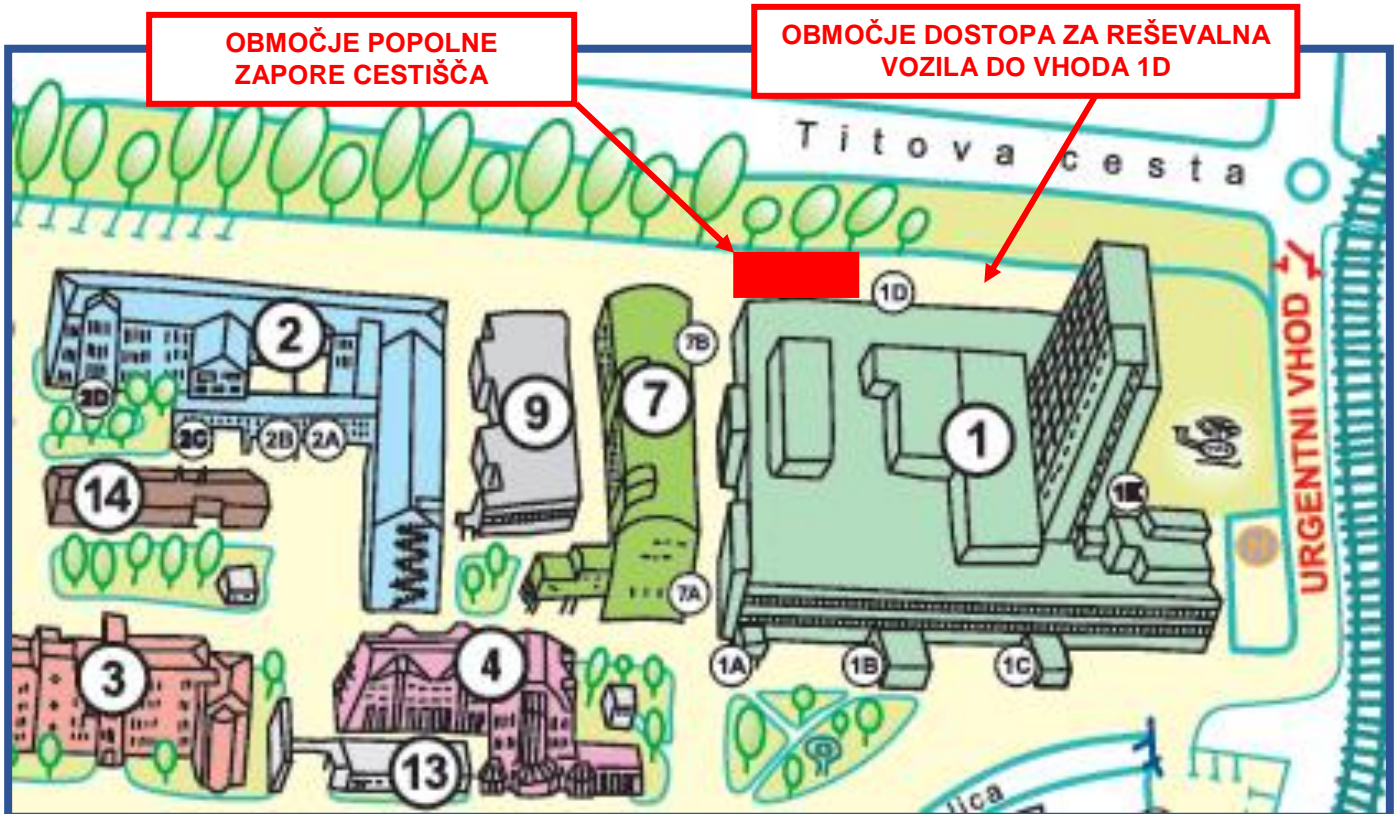 OBMOČJE POPOLNE
ZAPORE CESTIŠČA
OBMOČJE DOSTOPA ZA REŠEVALNA
VOZILA DO VHODA 1D
Titova cesta
1D
URGENTNI VHOD
2
7B
9
7
1
2D
2C
2B
2A
14
1E
7A
3
4
1A
1B
1C
13
lica